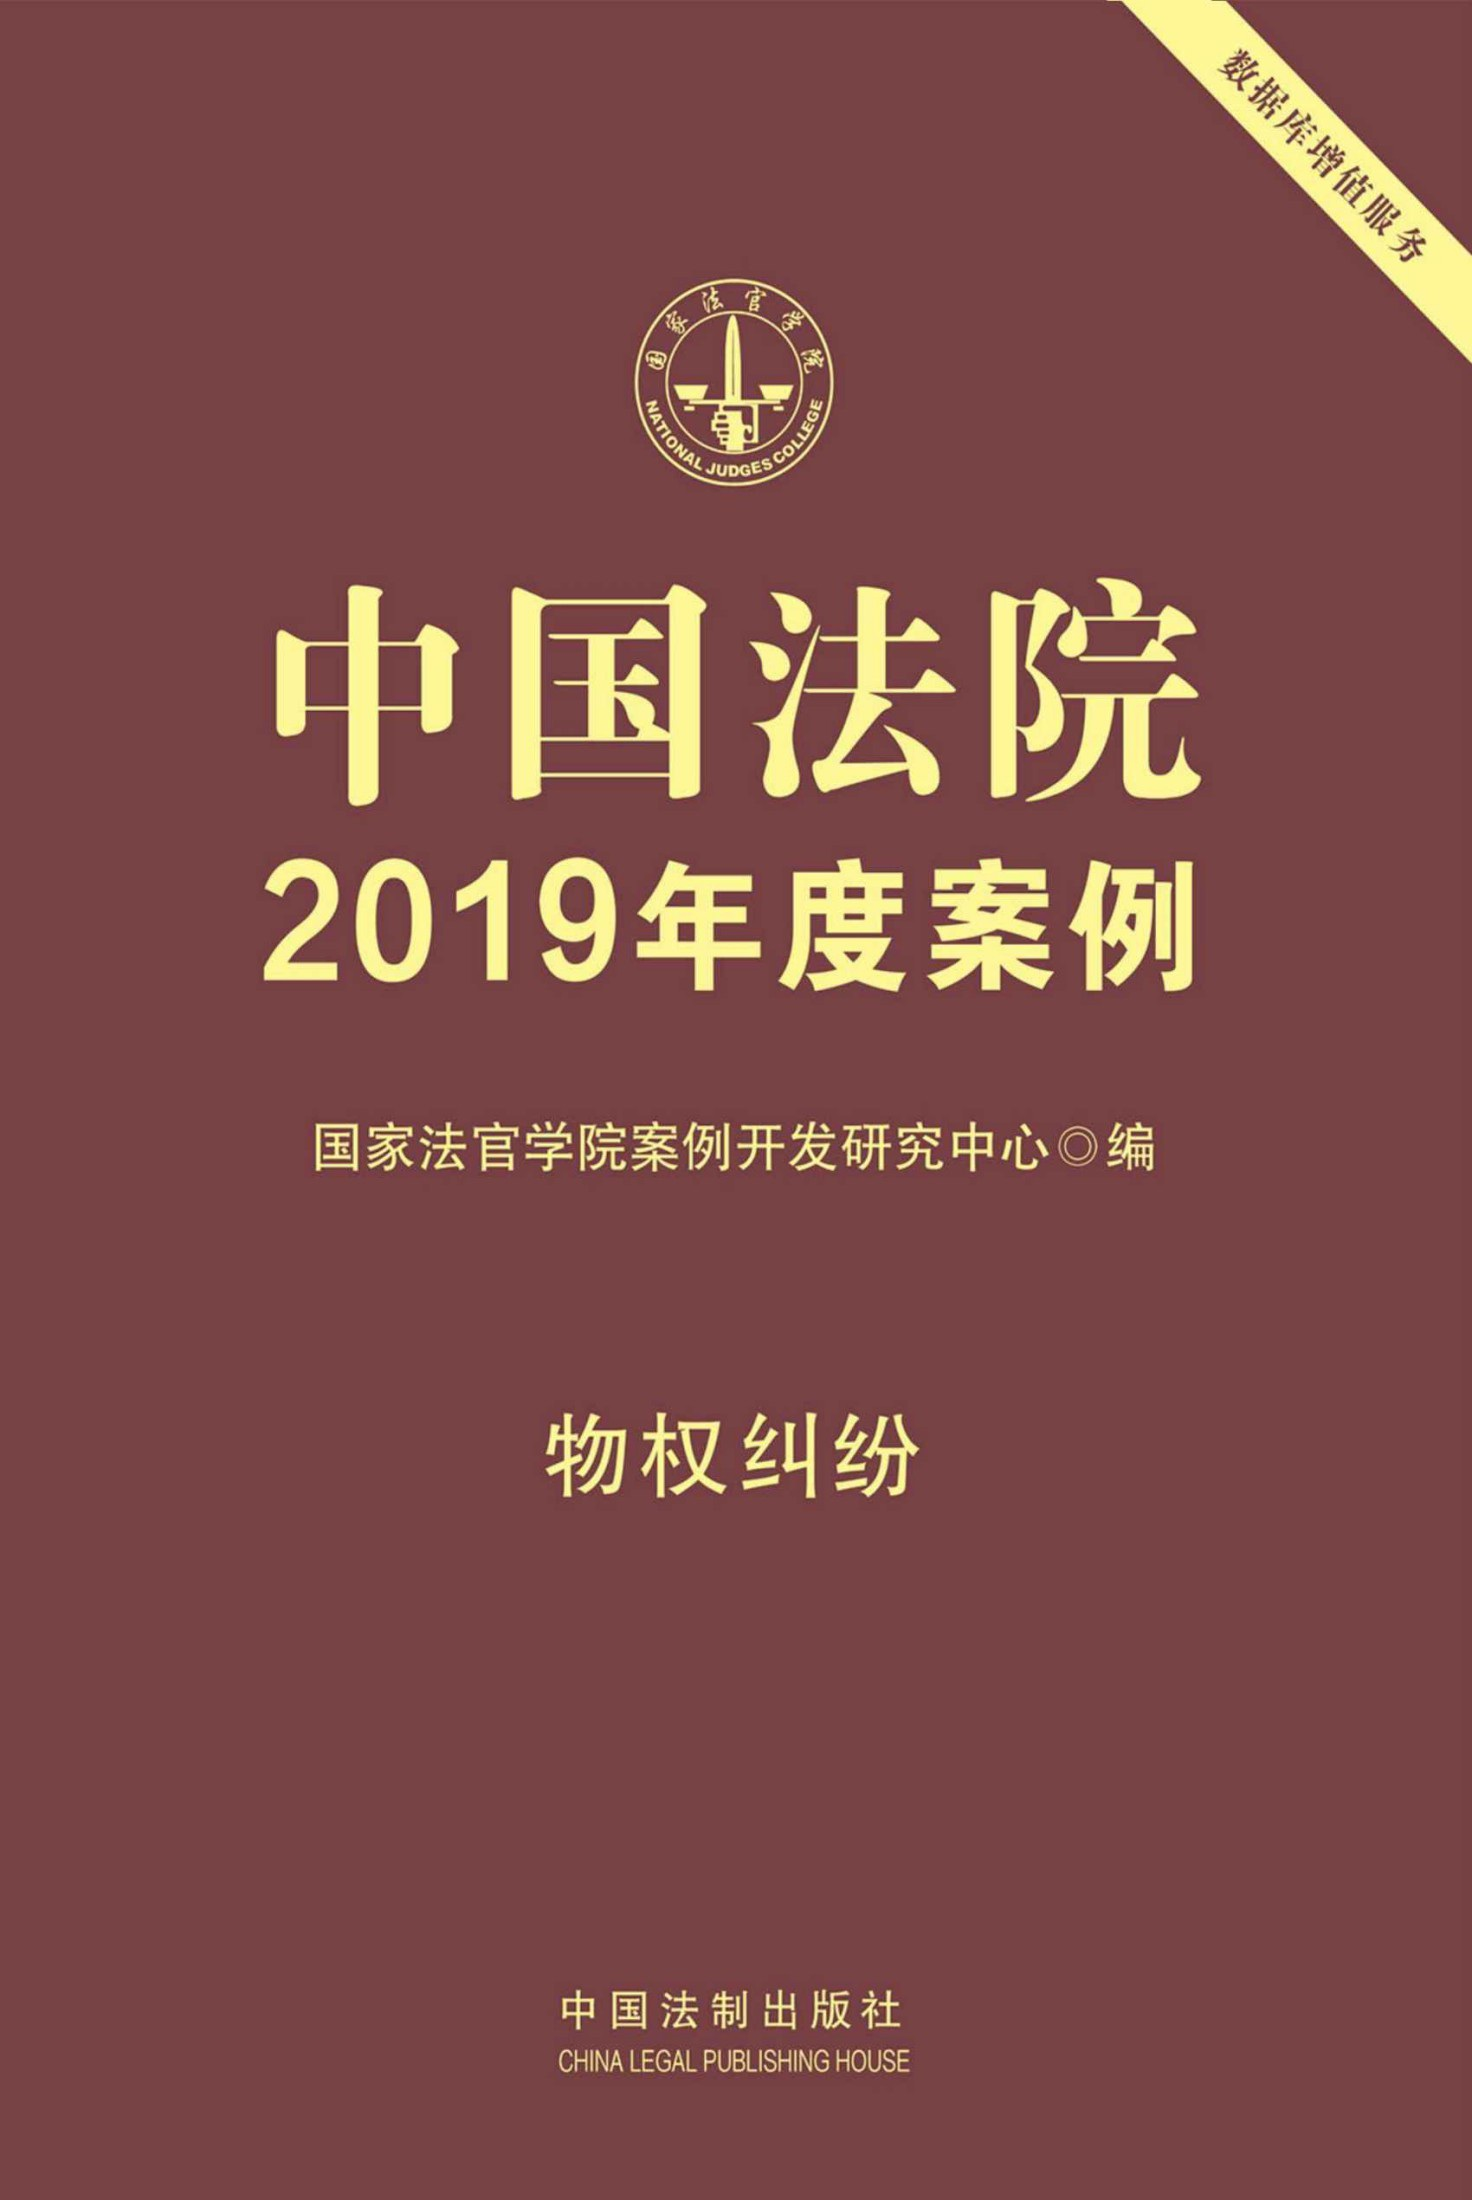 数据库增值服务
国家法官学院
NATIONAL JUDGES COLLEGE
中国法院
2019年度案例
国家法官学院案例开发研究中心◎编
物权纠纷
中国法制出版社
CHINA LEGAL PUBLISHING HOUSE